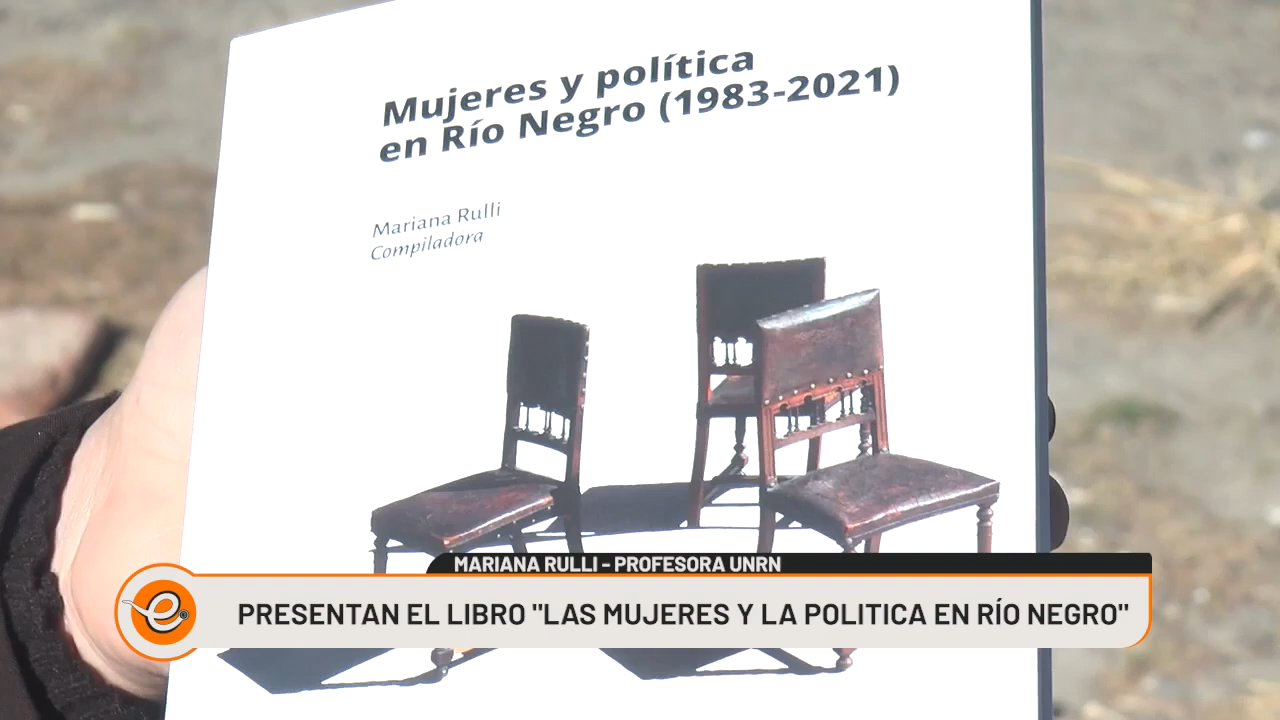 Mujeres y política
en Río Negro (1983-2021)
Mariana Rulli
Compiladora
MARIANA RULLI - PROFESORA UNRN
PRESENTAN EL LIBRO "LAS MUJERES Y LA POLITICA EN RÍO NEGRO"